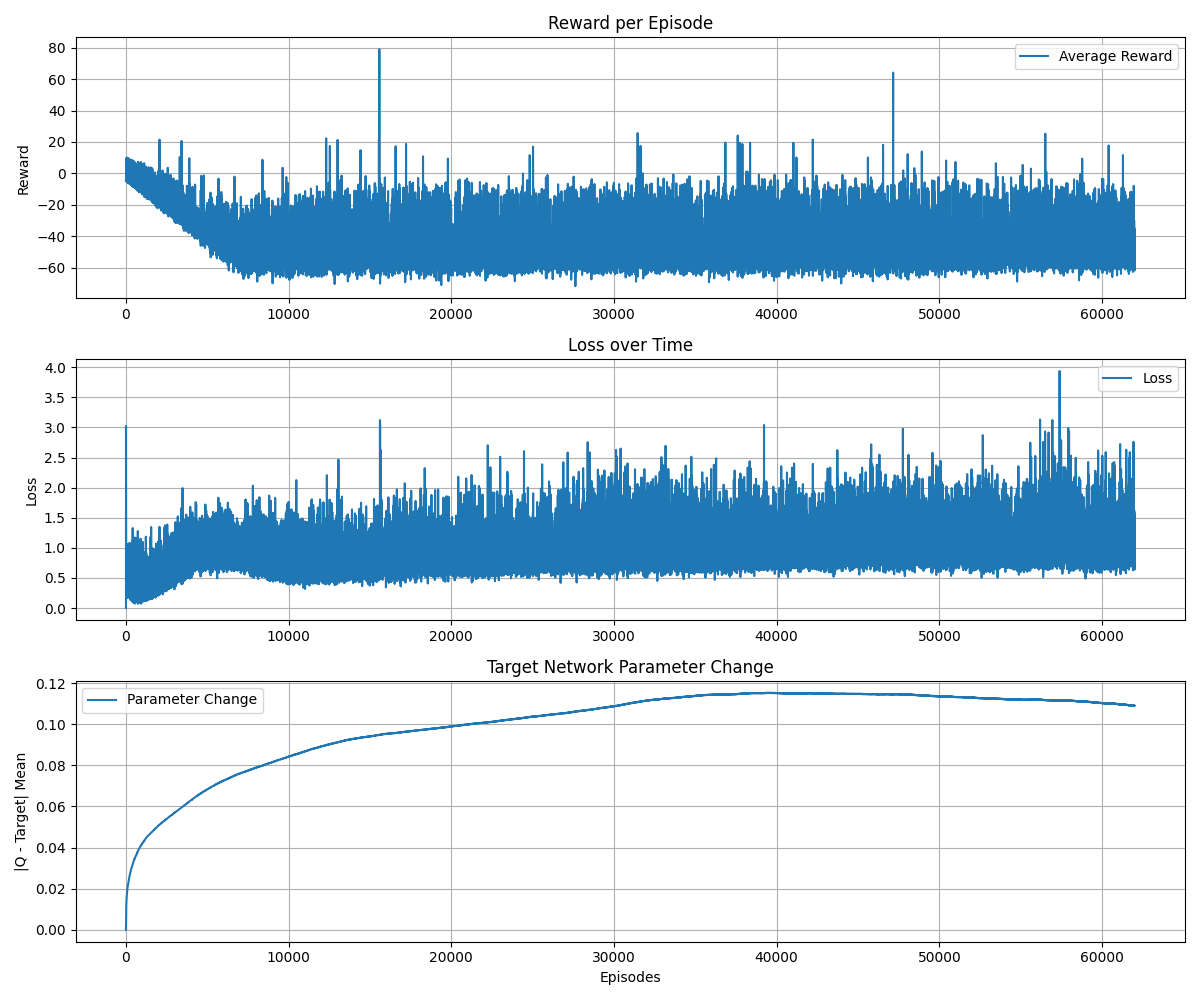 Reward per Episode
Reward
80
60
40
20
0
−20
−40
−60
Average Reward
0 10000 20000 30000 40000 50000 60000
Loss over Time
Loss
4.0
3.5
3.0
2.5
2.0
1.5
1.0
0.5
0.0
Loss
0 10000 20000 30000 40000 50000 60000
Target Network Parameter Change
|Q - Target| Mean
0.12
0.10
0.08
0.06
0.04
0.02
0.00
Parameter Change
0 10000 20000 30000 40000 50000 60000
Episodes